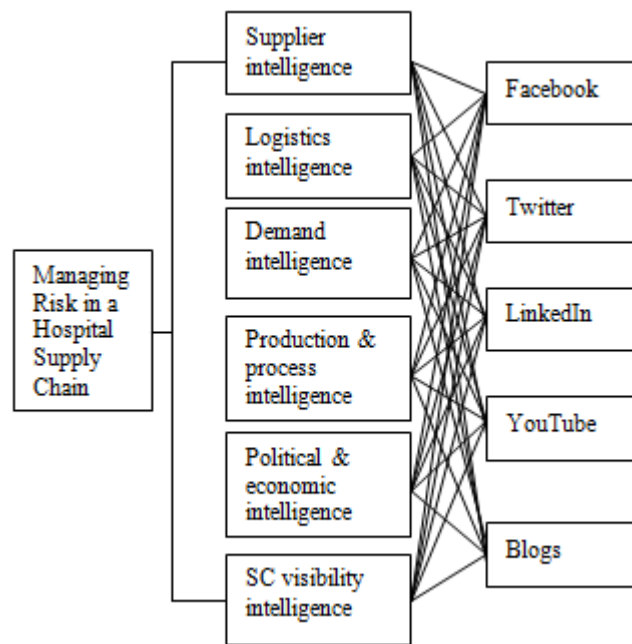 Managing
Risk in a
Hospital
Supply
Chain
Supplier
intelligence
Logistics
intelligence
Demand
intelligence
Production &
process
intelligence
Political &
economic
intelligence
SC visibility
intelligence
Facebook
Twitter
LinkedIn
YouTube
Blogs